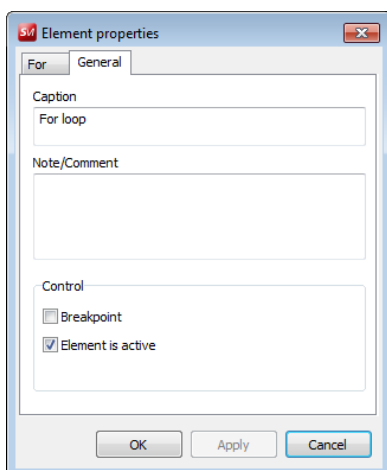 SM Element properties
For General
Caption
For loop
Note/Comment
Control
Breakpoint
Element is active
OK Apply Cancel